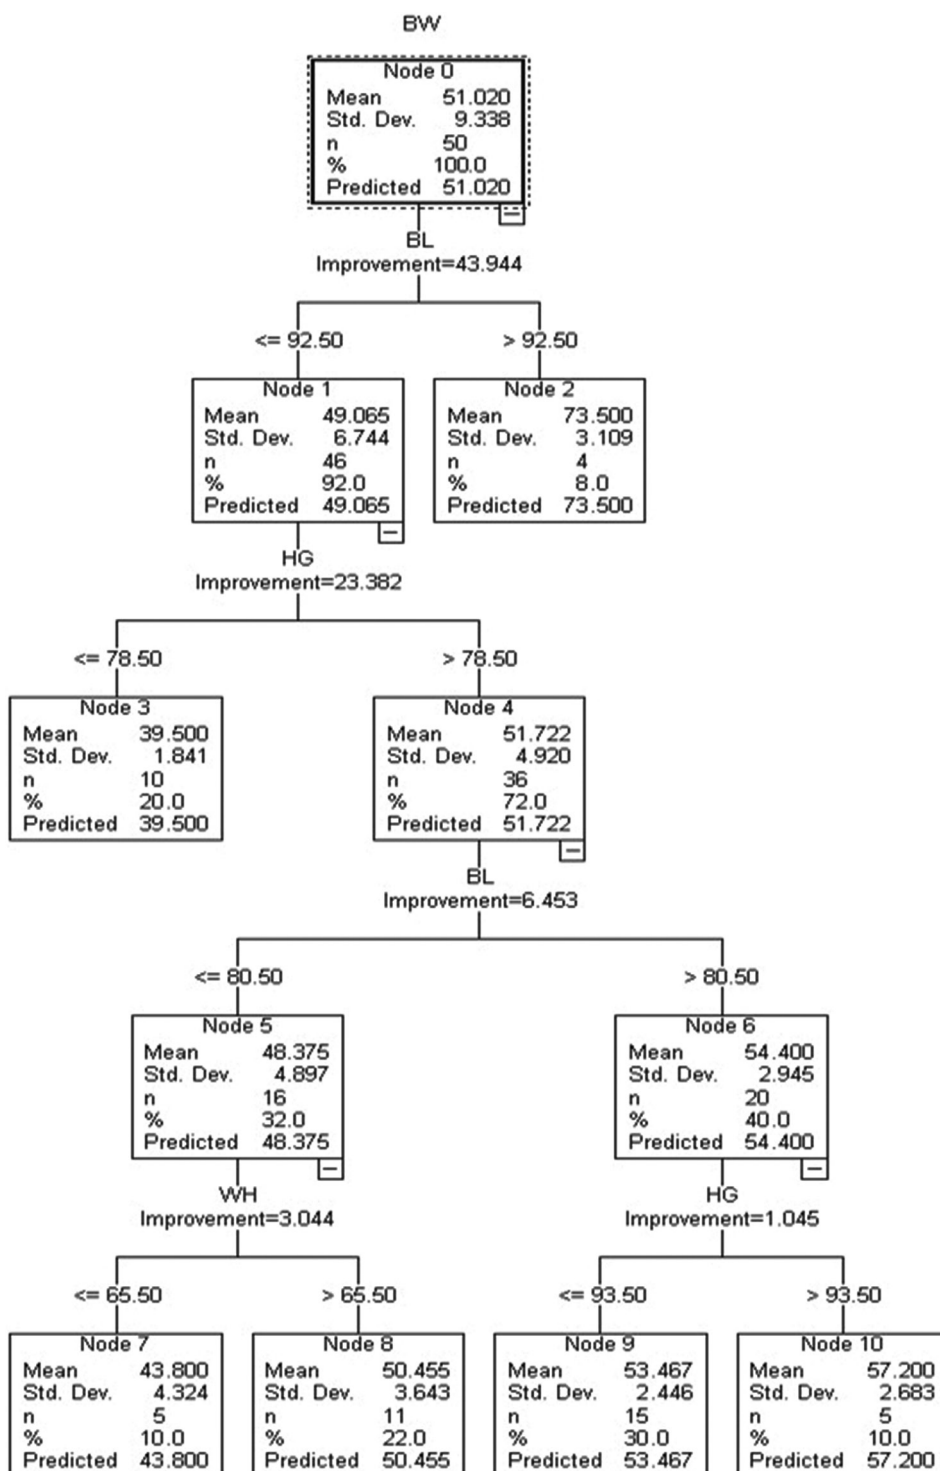 BW
Node 0
Mean 51.020
Std. Dev. 9.338
n 50
% 100.0
Predicted 51.020
BL
Improvement=43.944
<= 92.50
> 92.50
Node 1
Mean 49.065
Std. Dev. 6.744
n 46
% 92.0
Predicted 49.065
Node 2
Mean 73.500
Std. Dev. 3.109
n 4
% 8.0
Predicted 73.500
HG
Improvement=23.382
<= 78.50
> 78.50
Node 3
Mean 39.500
Std. Dev. 1.841
n 10
% 20.0
Predicted 39.500
Node 4
Mean 51.722
Std. Dev. 4.920
n 36
% 72.0
Predicted 51.722
BL
Improvement=6.453
<= 80.50
> 80.50
Node 5
Mean 48.375
Std. Dev. 4.897
n 16
% 32.0
Predicted 48.375
Node 6
Mean 54.400
Std. Dev. 2.945
n 20
% 40.0
Predicted 54.400
WH
Improvement=3.044
HG
Improvement=1.045
<= 65.50
> 65.50
<= 93.50
> 93.50
Node 7
Mean 43.800
Std. Dev. 4.324
n 5
% 10.0
Predicted 43.800
Node 8
Mean 50.455
Std. Dev. 3.643
n 11
% 22.0
Predicted 50.455
Node 9
Mean 53.467
Std. Dev. 2.446
n 15
% 30.0
Predicted 53.467
Node 10
Mean 57.200
Std. Dev. 2.683
n 5
% 10.0
Predicted 57.200